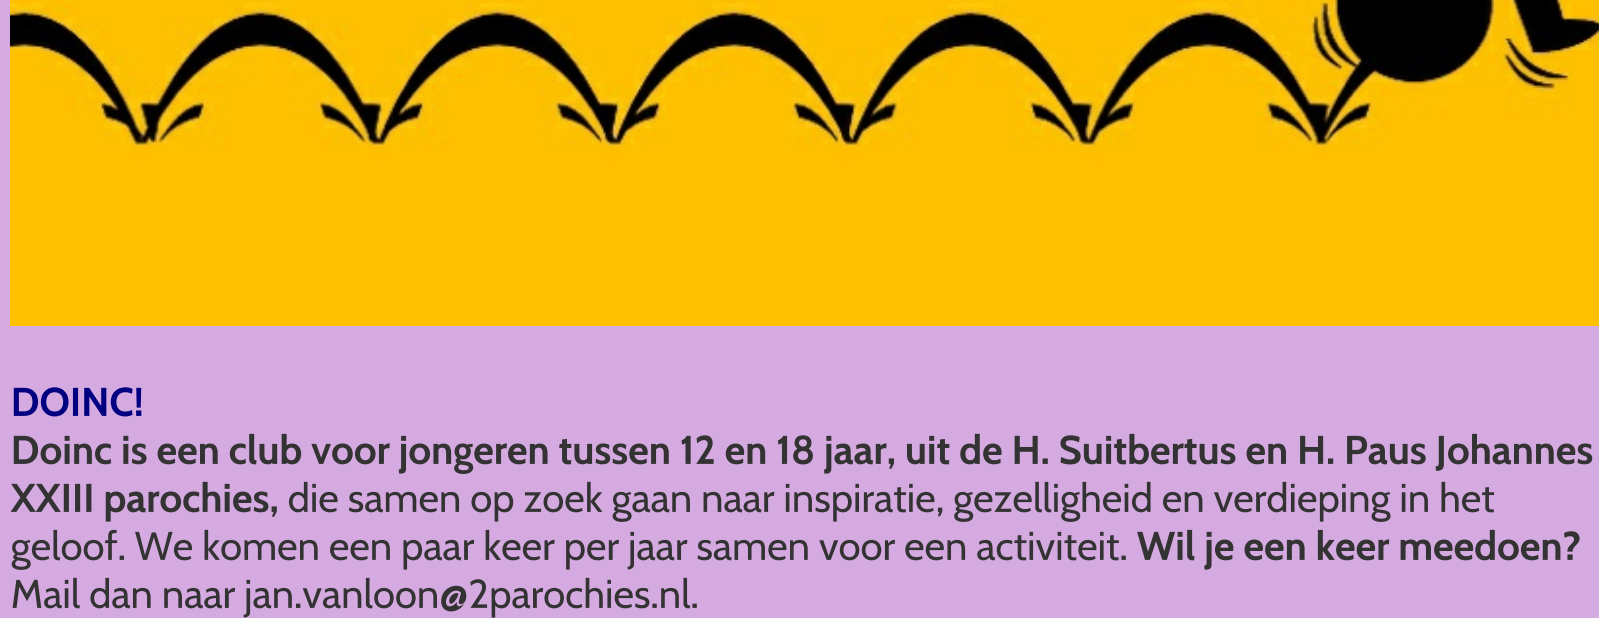 DOINC!
Doinc is een club voor jongeren tussen 12 en 18 jaar, uit de H. Suitbertus en H. Paus Johannes
XXIII parochies, die samen op zoek gaan naar inspiratie, gezelligheid en verdieping in het
geloof. We komen een paar keer per jaar samen voor een activiteit. Wil je een keer meedoen?
Mail dan naar jan.vanloon@2parochies.nl.